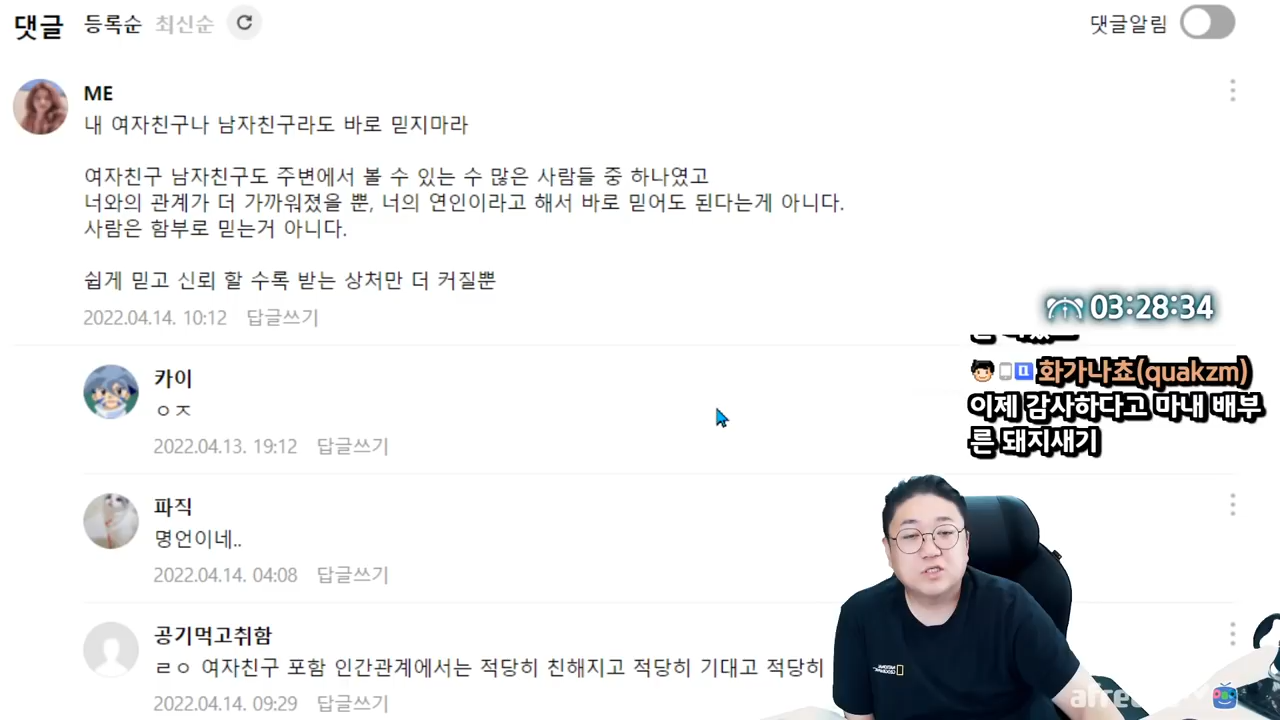 댓글 등록순 최신순 댓글알림
ME
내 여자친구나 남자친구라도 바로 믿지마라
여자친구 남자친구도 주변에서 볼 수 있는 수 많은 사람들 중 하나였고
너와의 관계가 더 가까워졌을 뿐, 너의 연인이라고 해서 바로 믿어도 된다는게 아니다.
사람은 함부로 믿는거 아니다.
쉽게 믿고 신뢰 할 수록 받는 상처만 더 커질뿐
2022.04.14. 10:12 답글쓰기
카이
ㅇㅈ
2022.04.13. 19:12 답글쓰기
파직
명언이네..
2022.04.14. 04:08 답글쓰기
공기먹고취함
ㄹㅇ 여자친구 포함 인간관계에서는 적당히 친해지고 적당히 기대고 적당히
2022.04.14. 09:29 답글쓰기
03:28:34
화가나쵸(quakzm)
이제 감사하다고 마내 배부
른 돼지새기